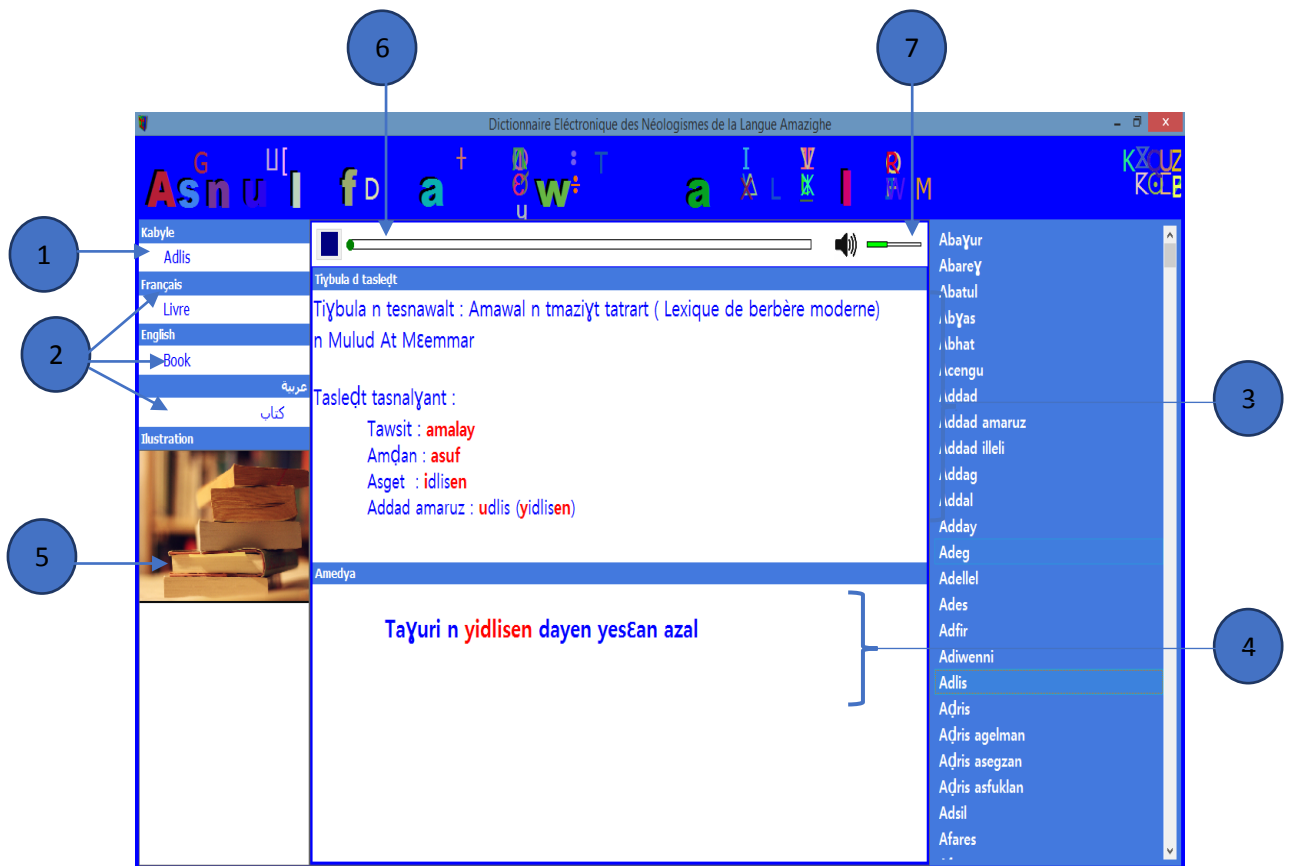 6
7
Dictionnaire Eléctronique des Néologismes de la Langue Amazighe
Asn u l f a w a l
1
2
5
3
4
Kabyle
Adlis
Français
Livre
English
Book
عربية
كتاب
Ilustration
Tiɣbula d tasleḍt
Tiɣbula n tesnawalt : Amawal n tmaziɣt tatrart ( Lexique de berbère moderne)
n Mulud At Mɛemmar
Tasleḍt tasnalɣant :
Tawsit : amalay
Amḍan : asuf
Asget : idlisen
Addad amaruz : udlis (yidlisen)
Amedya
Taɣuri n yidlisen dayen yesɛan azal
Abaɣur
Abareɣ
Abatul
Abɣas
Abhat
Acengu
Addad
Addad amaruz
Addad illeli
Addag
Addal
Adday
Adeg
Adellel
Ades
Adfir
Adiwenni
Adlis
Aḍris
Aḍris agelman
Aḍris asegzan
Aḍris asfuklan
Adsil
Afares